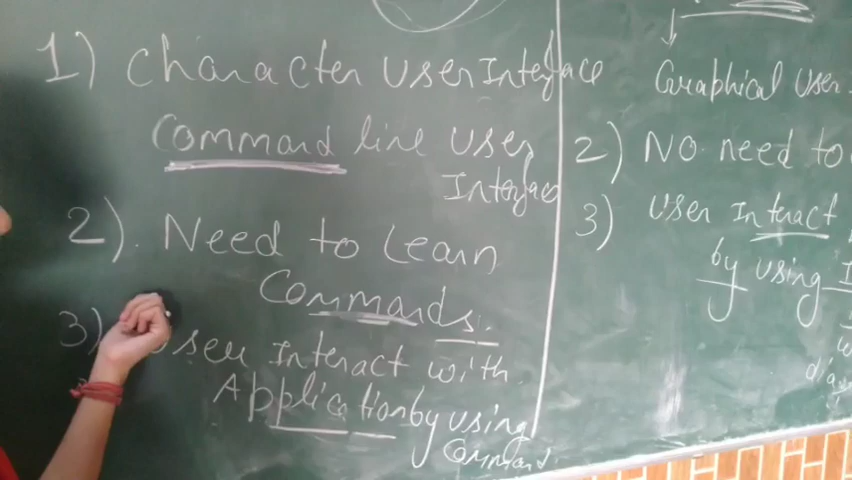 1) Character User Interface
Command line User
Interface
2). Need to Learn
Commands.
3) User Interact with
Application by using
Command.
Graphical User
2) No need to
3) User Interact
by using